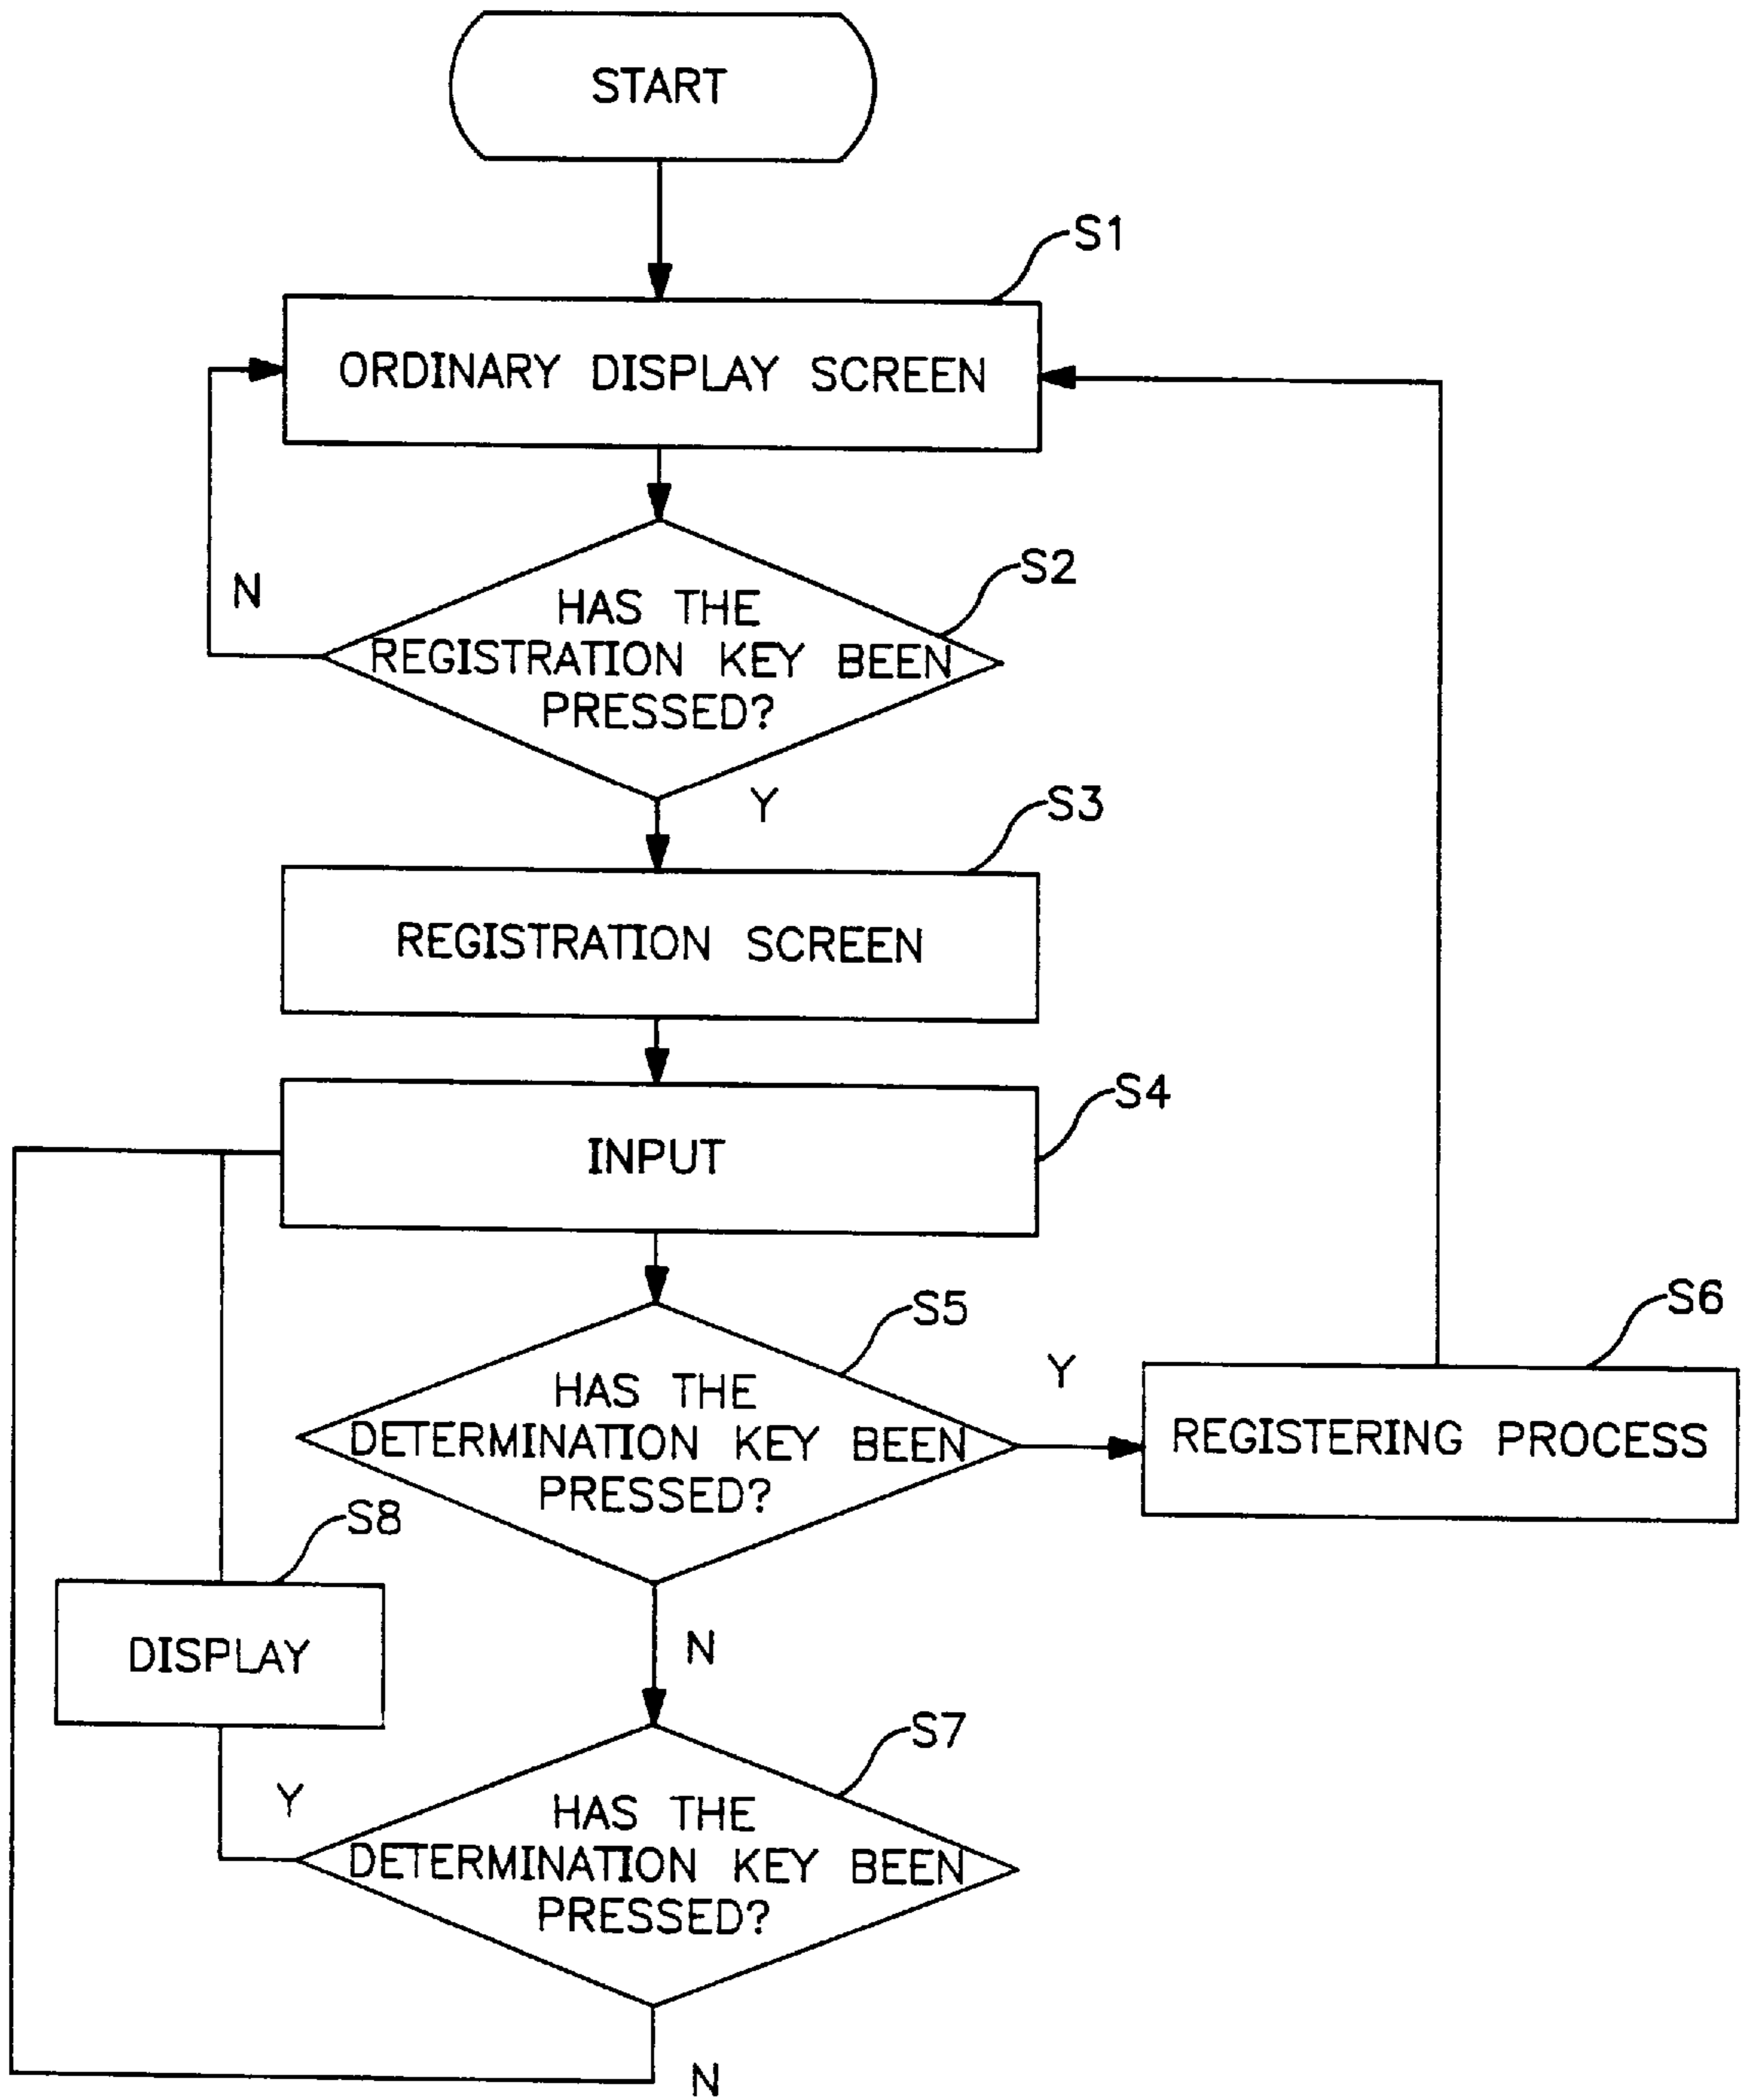 START
S1
ORDINARY DISPLAY SCREEN
S2
N
HAS THE
REGISTRATION KEY BEEN
PRESSED?
Y
S3
REGISTRATION SCREEN
S4
INPUT
S5
S6
Y
HAS THE
DETERMINATION KEY BEEN
PRESSED?
REGISTERING PROCESS
S8
N
DISPLAY
S7
Y
HAS THE
DETERMINATION KEY BEEN
PRESSED?
N